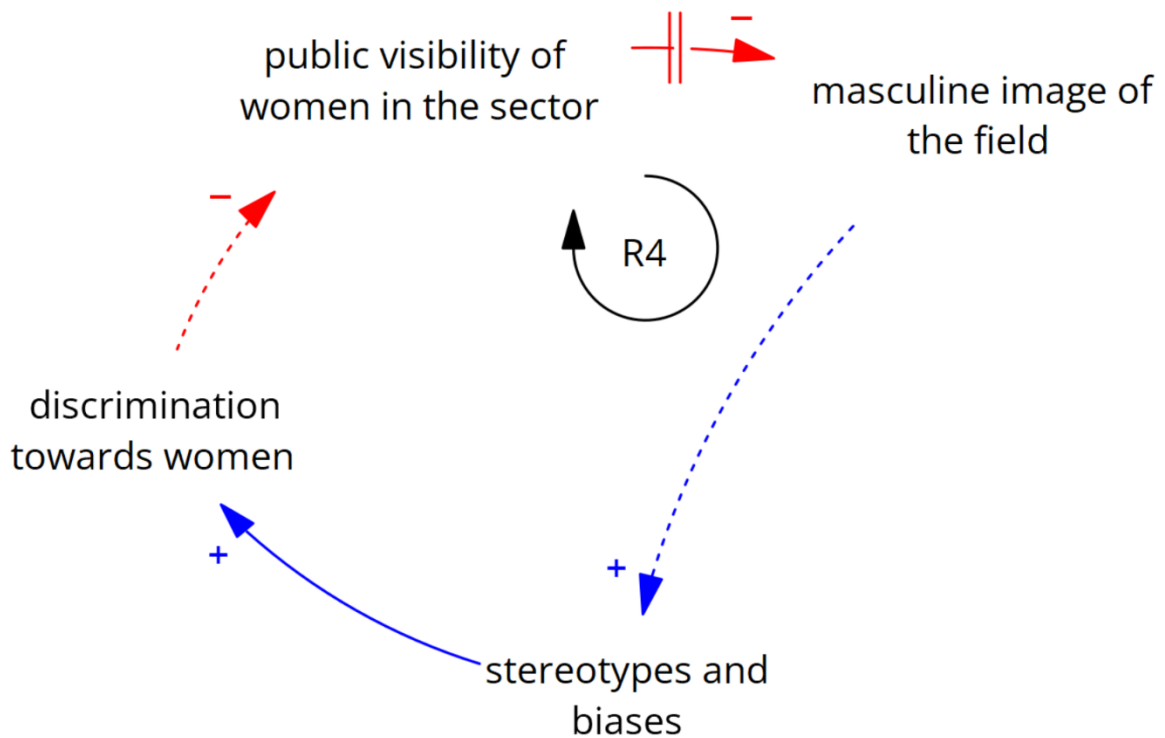 public visibility of
women in the sector
−
masculine image of
the field
−
R4
discrimination
towards women
+
+
stereotypes and
biases